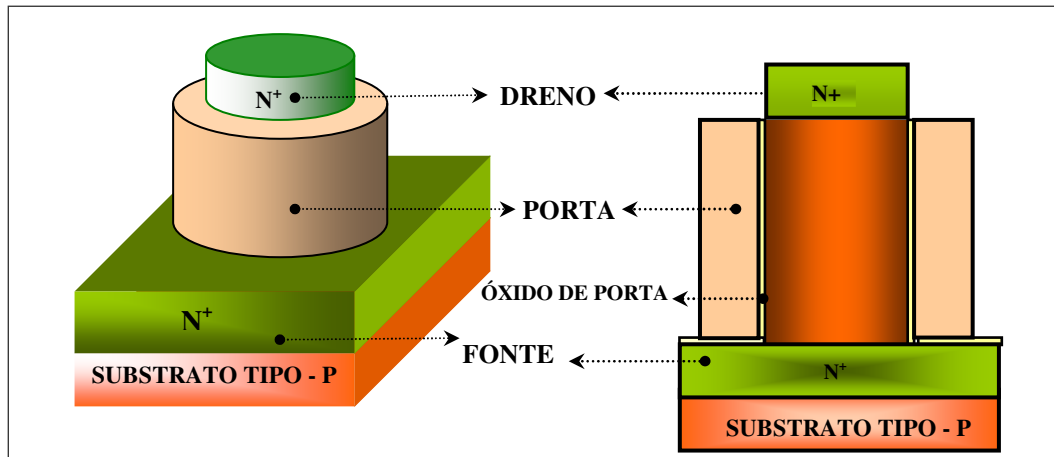 N⁺
DRENO
N+
PORTA
ÓXIDO DE PORTA
N⁺
FONTE
N⁺
SUBSTRATO TIPO - P
SUBSTRATO TIPO - P